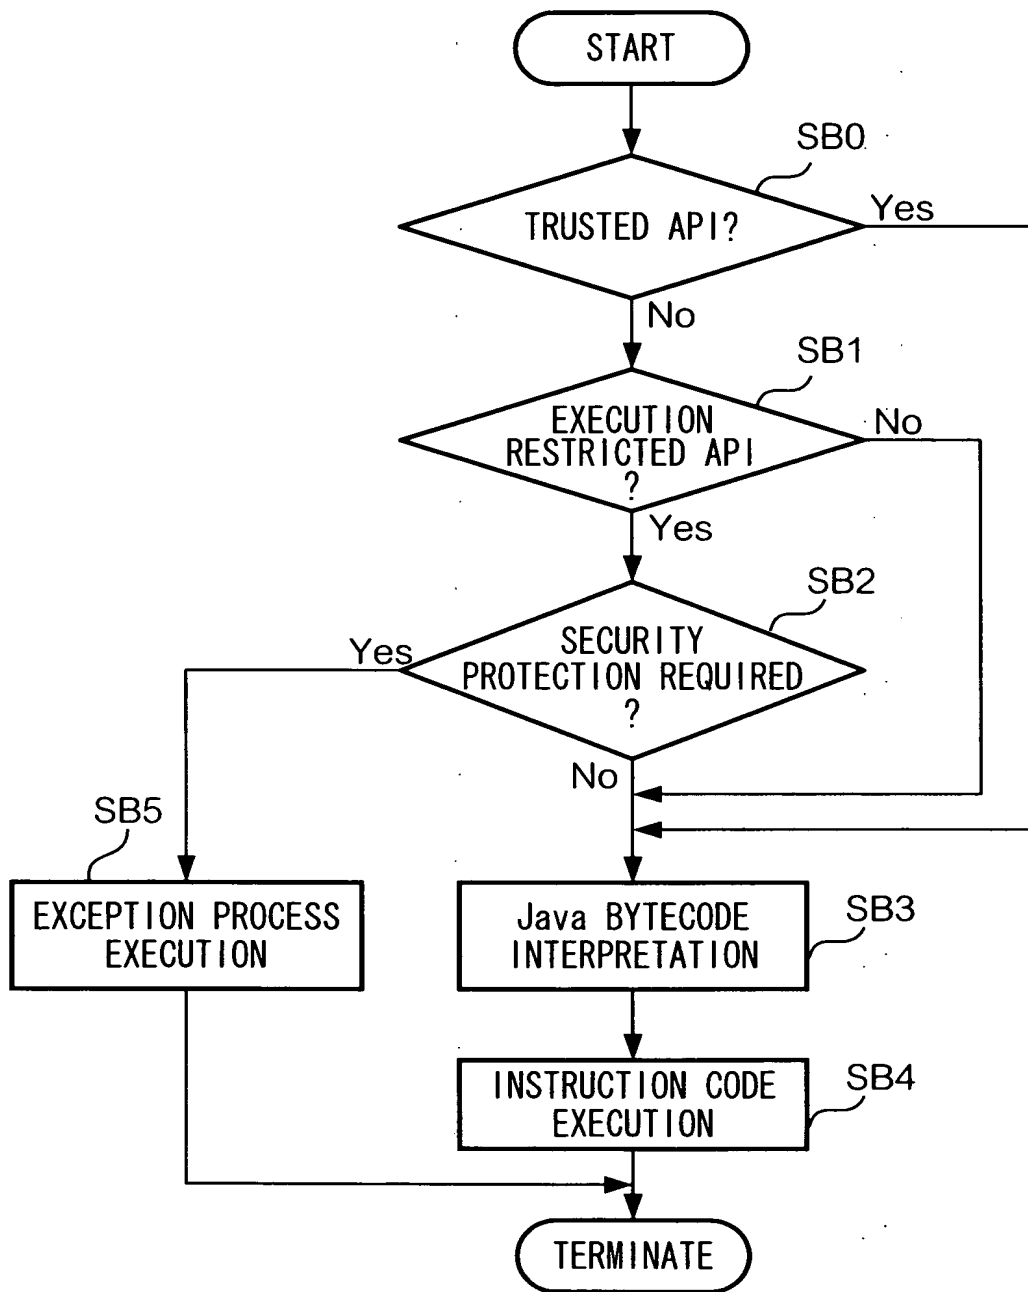 START
SB0
TRUSTED API?
Yes
No
SB1
EXECUTION
RESTRICTED API
?
No
Yes
SB2
SECURITY
PROTECTION REQUIRED
?
Yes
No
SB5
EXCEPTION PROCESS
EXECUTION
Java BYTECODE
INTERPRETATION
SB3
INSTRUCTION CODE
EXECUTION
SB4
TERMINATE